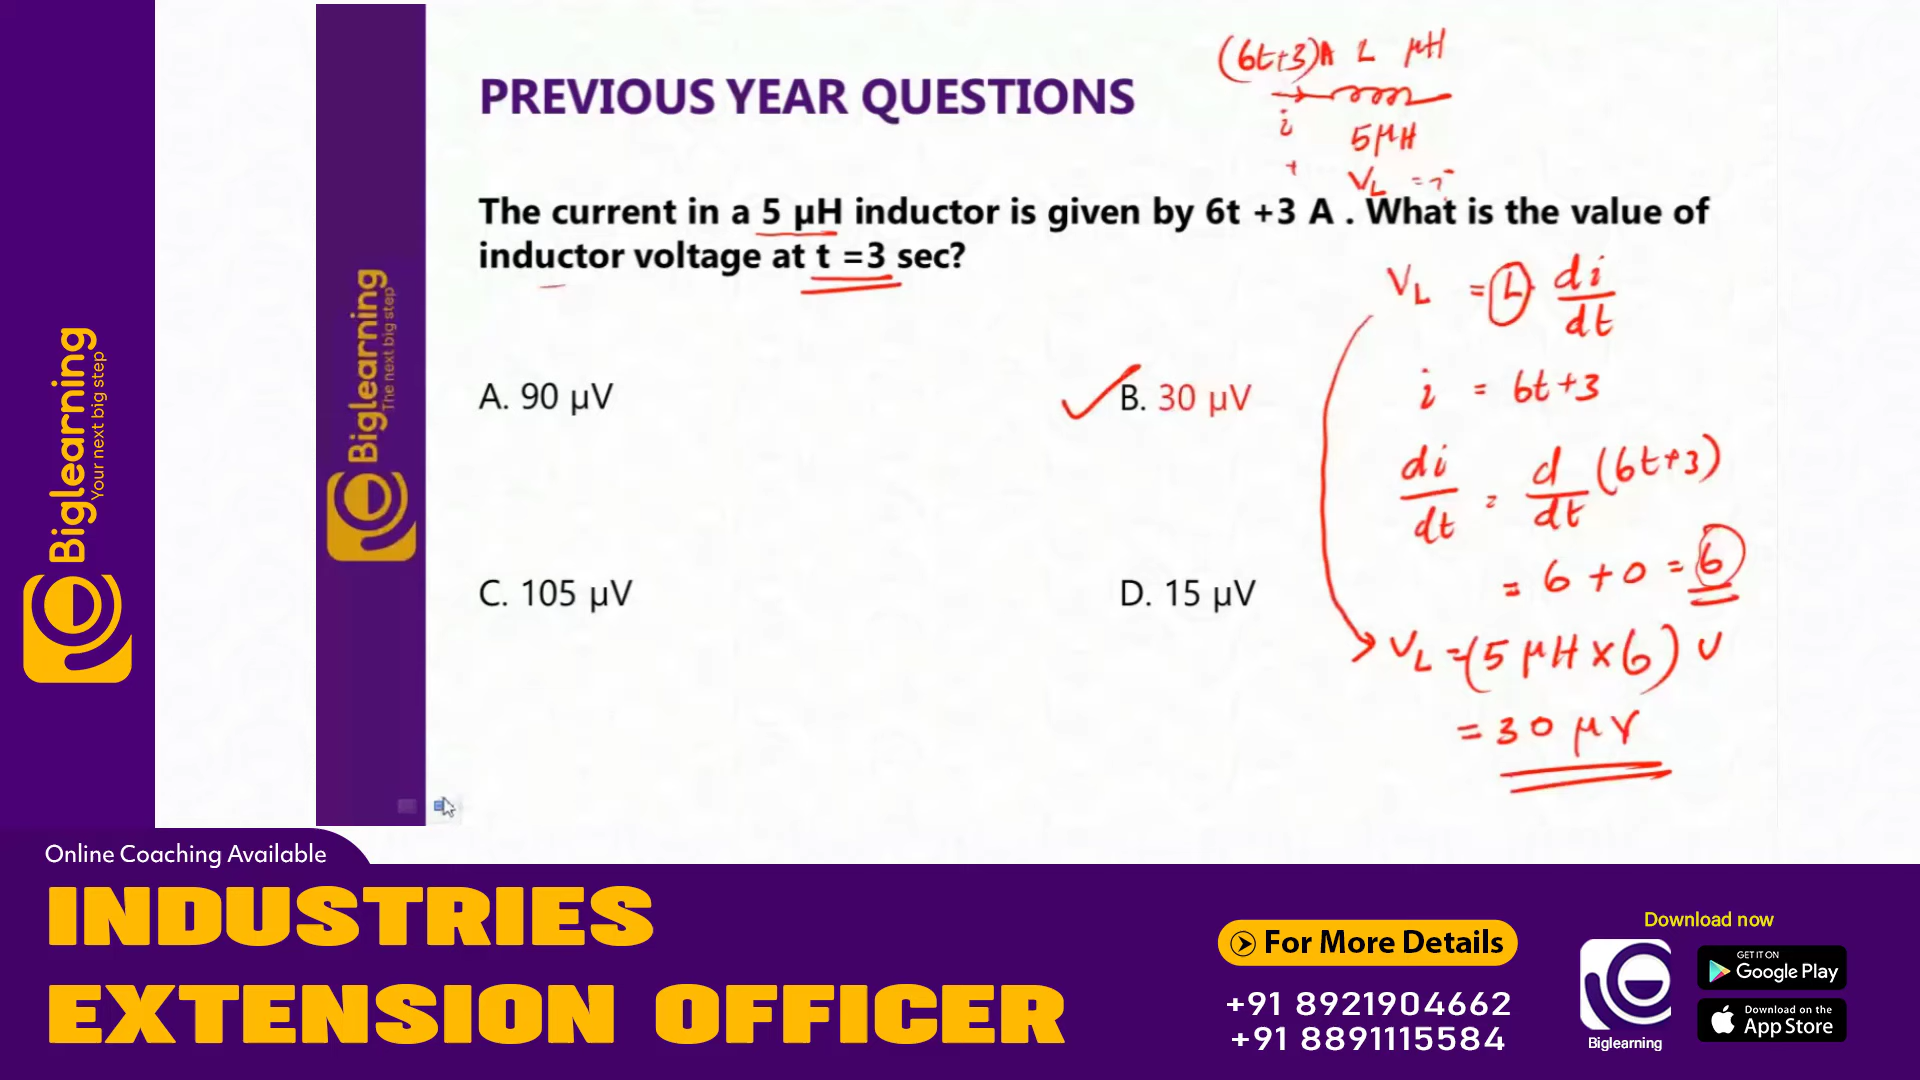 Biglearning
Your next big step
Biglearning
The next big step
PREVIOUS YEAR QUESTIONS
(6t+3)A L μH
i 5μH
+ V_L = ? -
The current in a 5 μH inductor is given by 6t +3 A . What is the value of
inductor voltage at t =3 sec?
A. 90 μV
B. 30 μV
C. 105 μV
D. 15 μV
V_L = L di/dt
i = 6t+3
di/dt = d/dt (6t+3)
= 6 + 0 = 6
V_L = (5 μH × 6) V
= 30 μV
Online Coaching Available
INDUSTRIES
EXTENSION OFFICER
For More Details
+91 8921904662
+91 8891115584
Download now
Biglearning
GET IT ON
Google Play
Download on the
App Store